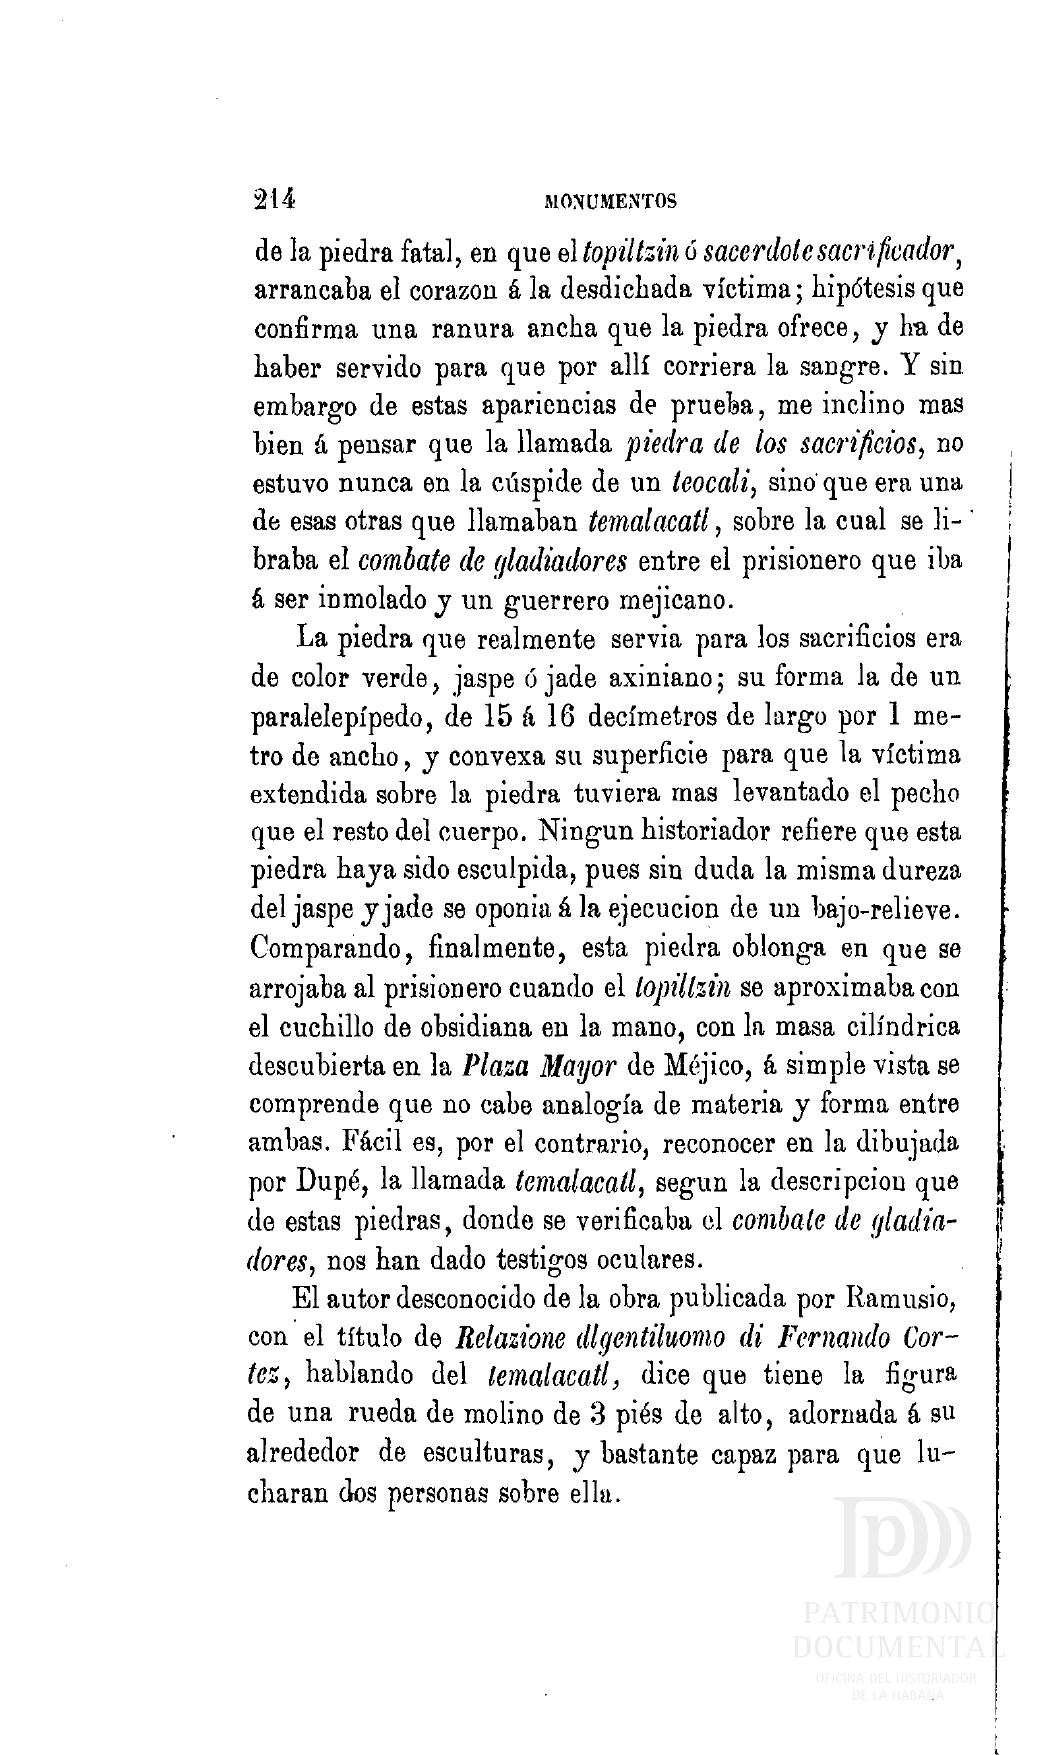 214 MONUMENTOS
de la piedra fatal, en que el topiltzin ó sacerdote sacrificador,
arrancaba el corazon á la desdichada víctima; hipótesis que
confirma una ranura ancha que la piedra ofrece, y ha de
haber servido para que por allí corriera la sangre. Y sin
embargo de estas apariencias de prueba, me inclino mas
bien á pensar que la llamada piedra de los sacrificios, no
estuvo nunca en la cúspide de un teocali, sino que era una
de esas otras que llamaban temalacatl, sobre la cual se li-
braba el combate de gladiadores entre el prisionero que iba
á ser inmolado y un guerrero mejicano.
La piedra que realmente servia para los sacrificios era
de color verde, jaspe ó jade axiniano; su forma la de un
paralelepípedo, de 15 á 16 decímetros de largo por 1 me-
tro de ancho, y convexa su superficie para que la víctima
extendida sobre la piedra tuviera mas levantado el pecho
que el resto del cuerpo. Ningun historiador refiere que esta
piedra haya sido esculpida, pues sin duda la misma dureza
del jaspe y jade se oponia á la ejecucion de un bajo-relieve.
Comparando, finalmente, esta piedra oblonga en que se
arrojaba al prisionero cuando el topiltzin se aproximaba con
el cuchillo de obsidiana en la mano, con la masa cilíndrica
descubierta en la Plaza Mayor de Méjico, á simple vista se
comprende que no cabe analogía de materia y forma entre
ambas. Fácil es, por el contrario, reconocer en la dibujada
por Dupé, la llamada temalacatl, segun la descripcion que
de estas piedras, donde se verificaba el combate de gladia-
dores, nos han dado testigos oculares.
El autor desconocido de la obra publicada por Ramusio,
con el título de Relazione dlgentiluomo di Fernando Cor-
tez, hablando del temalacatl, dice que tiene la figura
de una rueda de molino de 3 piés de alto, adornada á su
alrededor de esculturas, y bastante capaz para que lu-
charan dos personas sobre ella.
PATRIMONIO
DOCUMENTAL
OFICINA DEL HISTORIADOR
DE LA HABANA